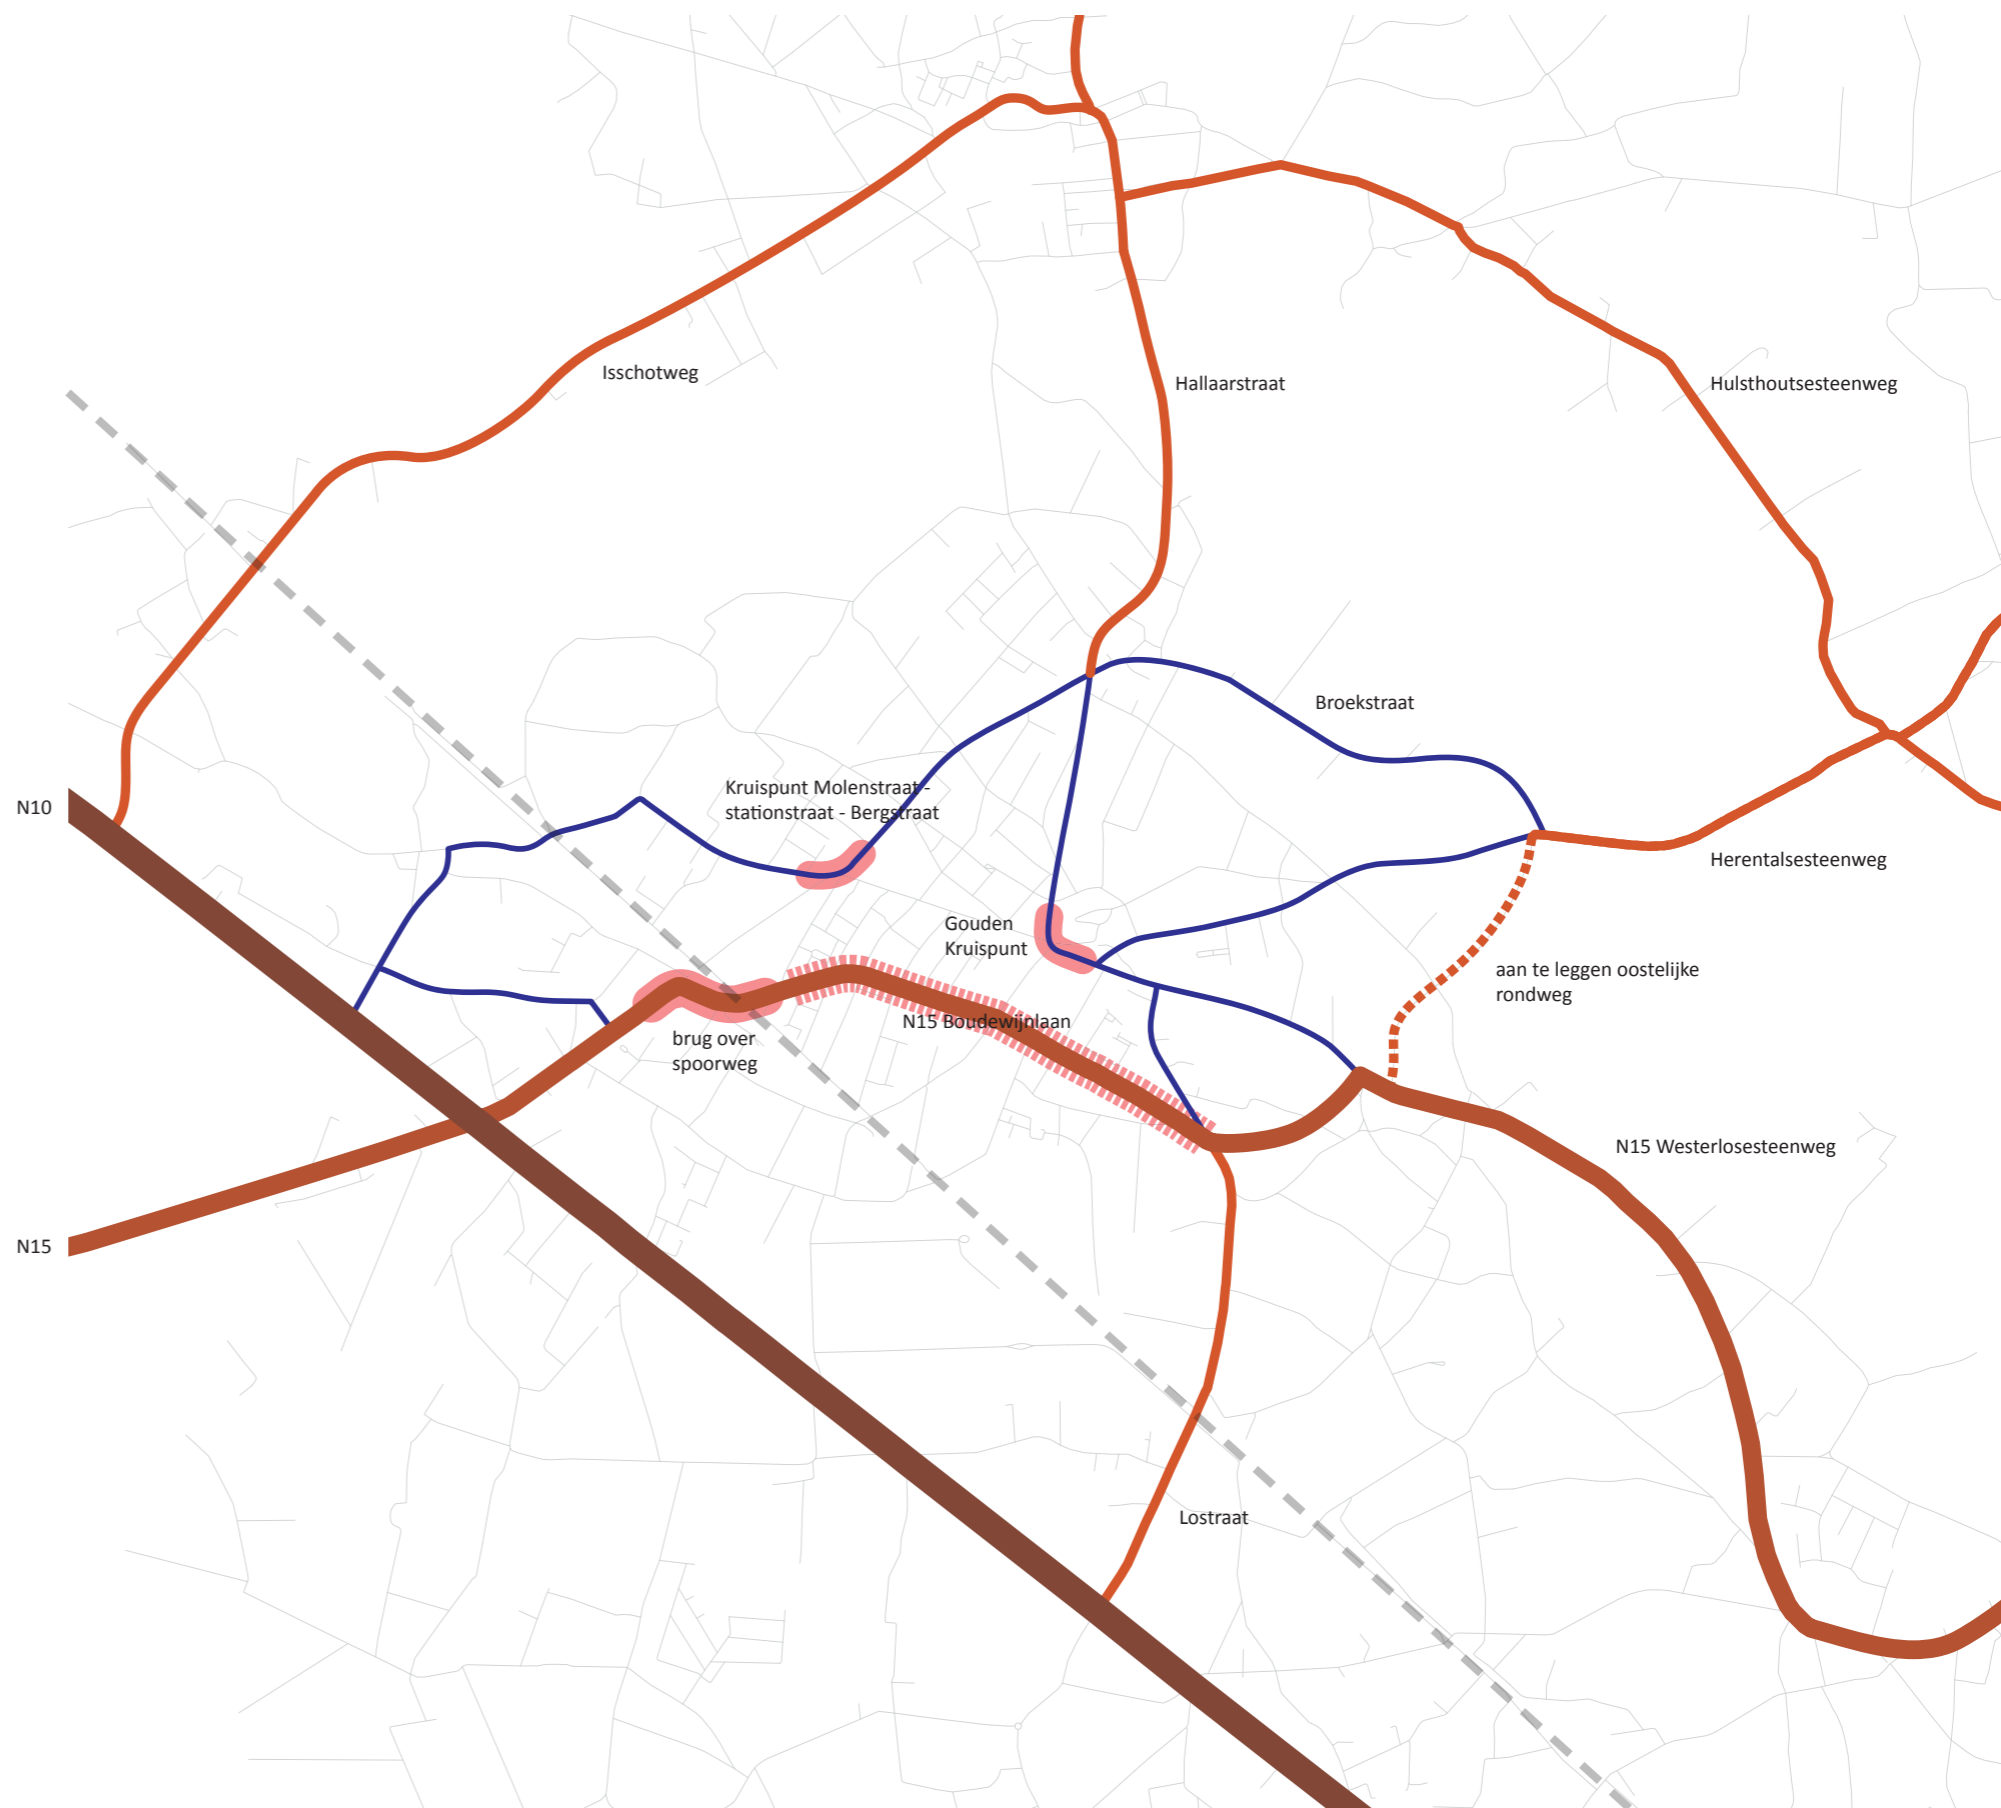 Isschotweg
Hallaarstraat
Hulsthoutsesteenweg
Broekstraat
Kruispunt Molenstraat -
stationstraat - Bergstraat
N10
Herentalsesteenweg
Gouden
Kruispunt
aan te leggen oostelijke
rondweg
N15 Boudewijnlaan
brug over
spoorweg
N15 Westerlosesteenweg
N15
Lostraat